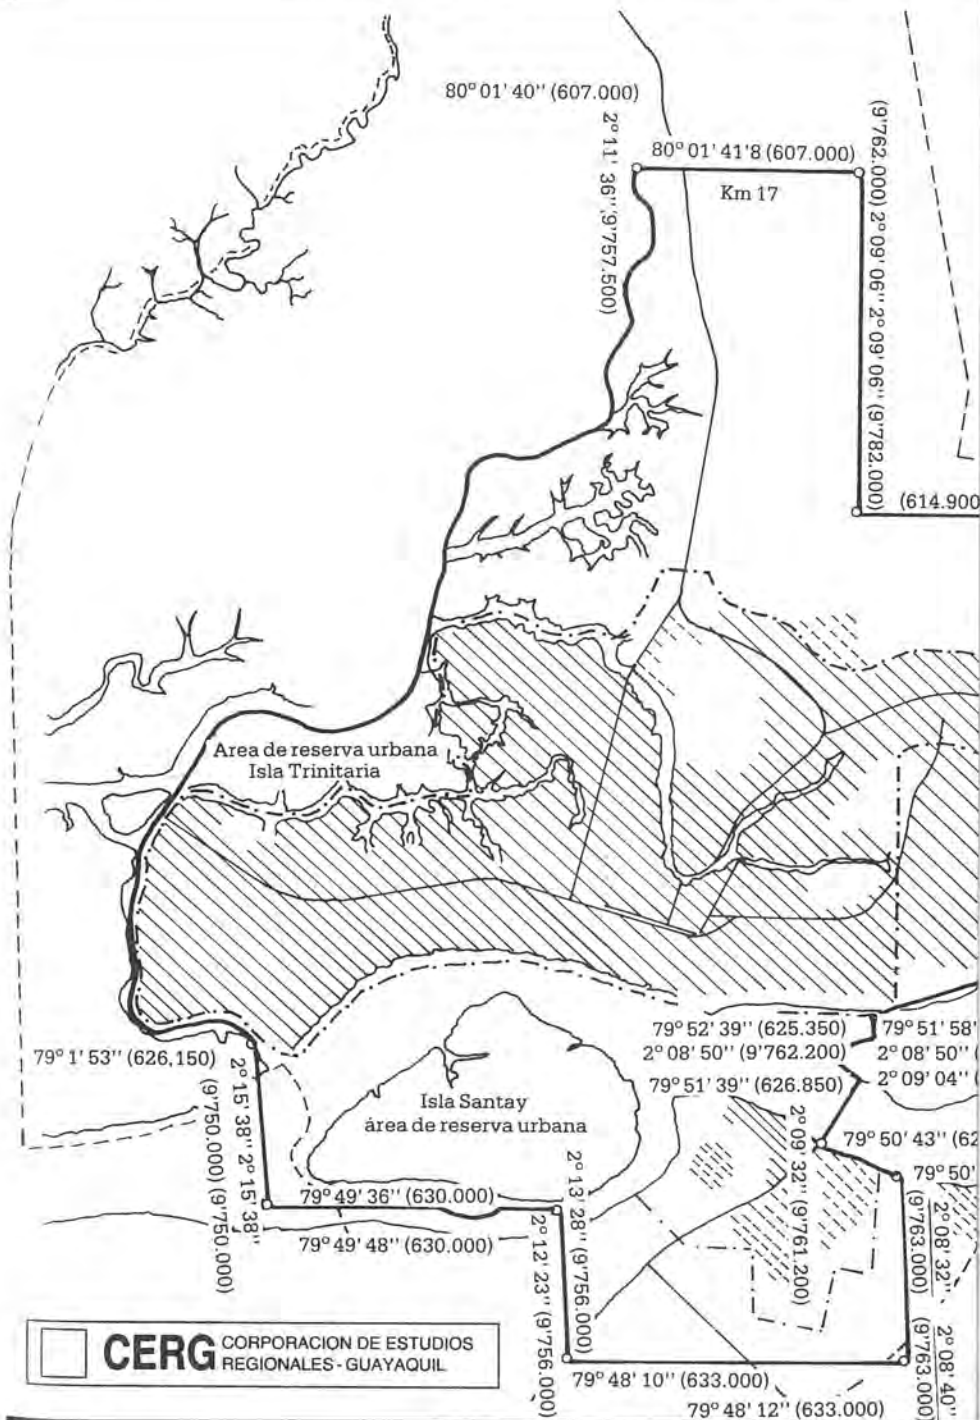 80° 01' 40'' (607.000)
2° 11' 36'' (9'757.500)
80° 01' 41'8 (607.000)
Km 17
(9'762.000) 2° 09' 06'' 2° 09' 06'' (9'782.000)
(614.900
Area de reserva urbana
Isla Trinitaria
79° 52' 39'' (625.350)
79° 51' 58'
2° 08' 50'' (9'762.200)
2° 08' 50'' (
79° 51' 39'' (626.850)
2° 09' 04'' (
79° 1' 53'' (626,150)
2° 15' 38'' 2° 15' 38''
(9'750.000) (9'750.000)
Isla Santay
área de reserva urbana
2° 09' 32'' (9'761.200)
79° 50' 43'' (62
79° 50'
79° 49' 36'' (630.000)
79° 49' 48'' (630.000)
2° 13' 28'' (9'756.000)
2° 12' 23'' (9'756.000)
2° 08' 32''
(9'763.000)
2° 08' 40''
(9'763.000)
79° 48' 10'' (633.000)
79° 48' 12'' (633.000)
CERG CORPORACION DE ESTUDIOS
REGIONALES - GUAYAQUIL